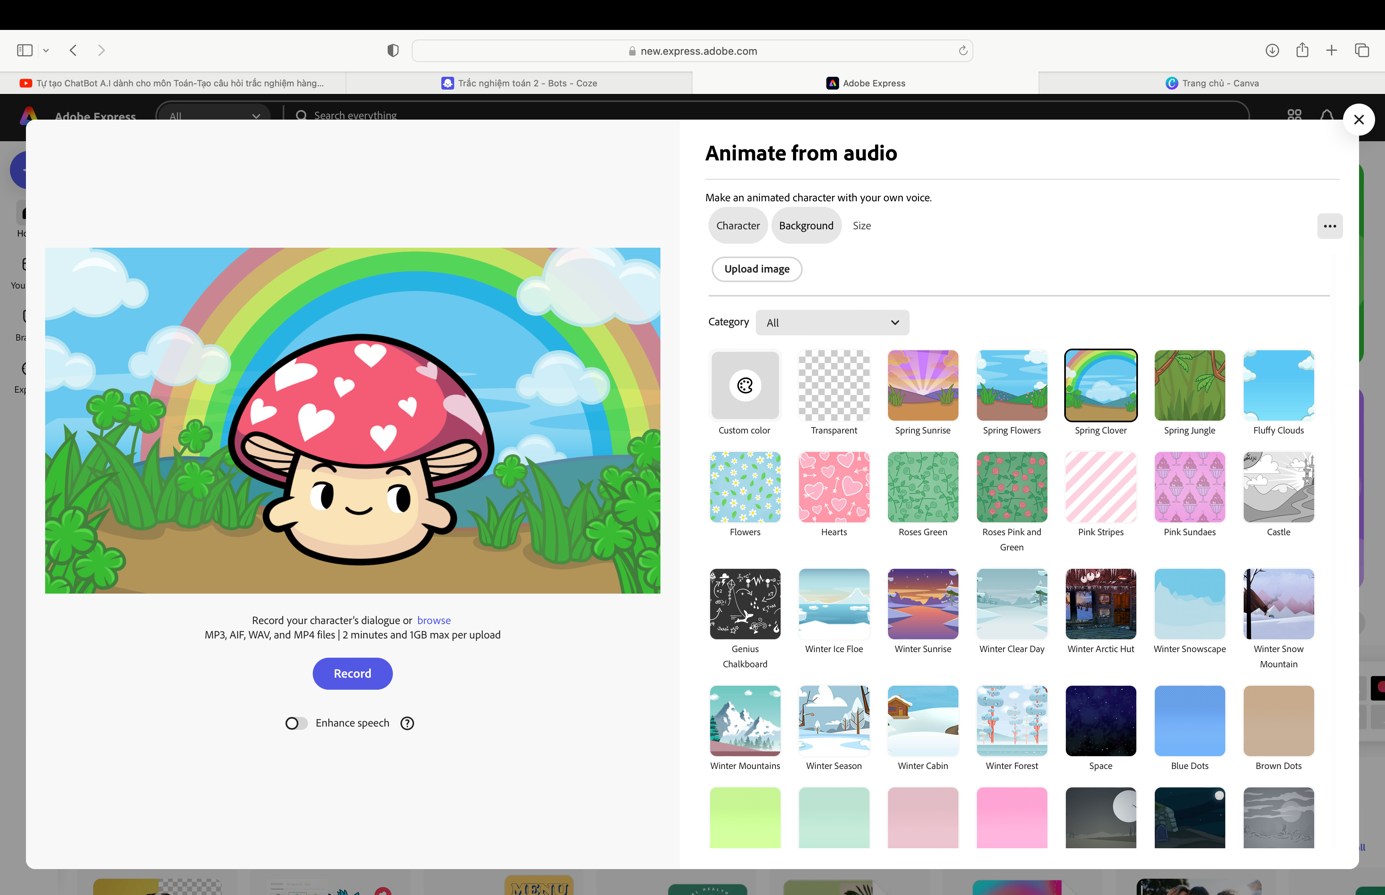 new.express.adobe.com
Tự tạo ChatBot A.I dành cho môn Toán-Tạo câu hỏi trắc nghiệm hàng...
Trắc nghiệm toán 2 - Bots - Coze
Adobe Express
Trang chủ - Canva
Adobe Express
All
Search everything
Animate from audio
Make an animated character with your own voice.
Character
Background
Size
Upload image
Category
All
Custom color
Transparent
Spring Sunrise
Spring Flowers
Spring Clover
Spring Jungle
Fluffy Clouds
Flowers
Hearts
Roses Green
Roses Pink and
Green
Pink Stripes
Pink Sundaes
Castle
Genius
Chalkboard
Winter Ice Floe
Winter Sunrise
Winter Clear Day
Winter Arctic Hut
Winter Snowscape
Winter Snow
Mountain
Winter Mountains
Winter Season
Winter Cabin
Winter Forest
Space
Blue Dots
Brown Dots
Record your character's dialogue or browse
MP3, AIF, WAV, and MP4 files | 2 minutes and 1GB max per upload
Record
Enhance speech
?
MENU